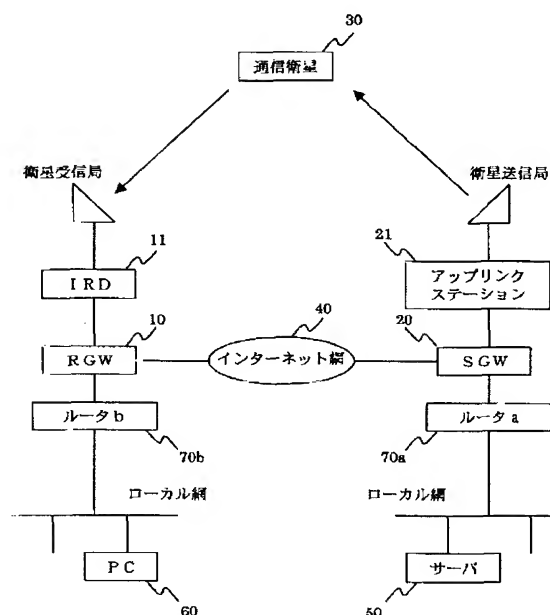 30
通信衛星
衛星受信局
衛星送信局
11
21
IRD
アップリンク
ステーション
10
40
20
RGW
インターネット網
SGW
ルータb
ルータa
70b
70a
ローカル網
ローカル網
PC
サーバ
60
50